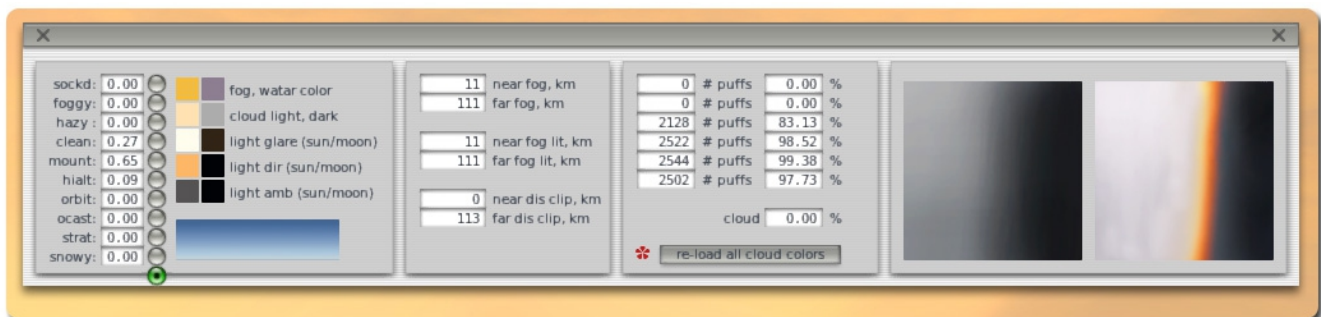 sockd: 0.00
foggy: 0.00
hazy : 0.00
clean: 0.27
mount: 0.65
hialt: 0.09
orbit: 0.00
ocast: 0.00
strat: 0.00
snowy: 0.00
fog, watar color
cloud light, dark
light glare (sun/moon)
light dir (sun/moon)
light amb (sun/moon)
11 near fog, km
111 far fog, km
11 near fog lit, km
111 far fog lit, km
0 near dis clip, km
113 far dis clip, km
0 # puffs 0.00 %
0 # puffs 0.00 %
2128 # puffs 83.13 %
2522 # puffs 98.52 %
2544 # puffs 99.38 %
2502 # puffs 97.73 %
cloud 0.00 %
re-load all cloud colors